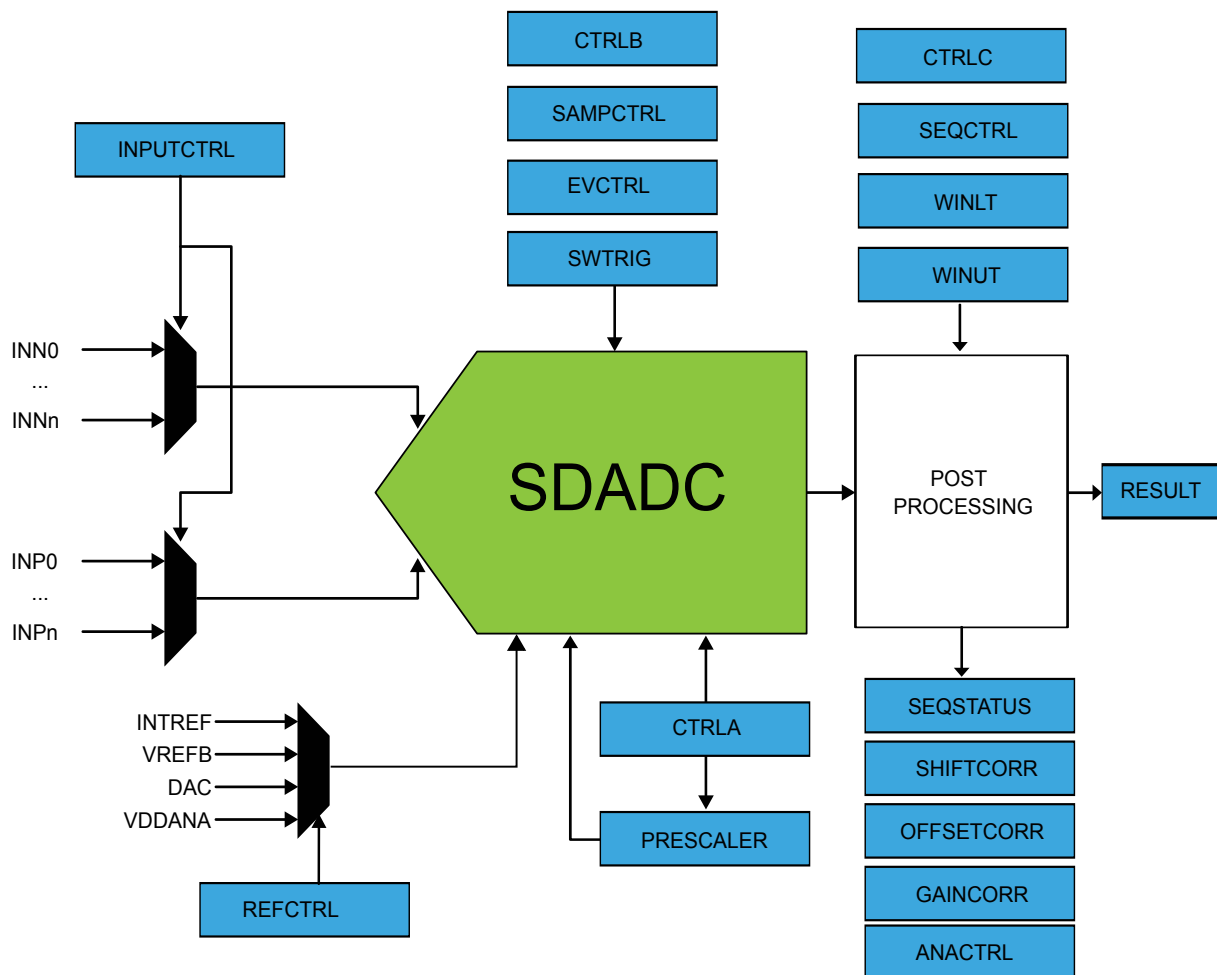 CTRLB
SAMPCTRL
EVCTRL
SWTRIG
CTRLC
SEQCTRL
WINLT
WINUT
INPUTCTRL
INN0
...
INNn
INP0
...
INPn
SDADC
POST
PROCESSING
RESULT
INTREF
VREFB
DAC
VDDANA
REFCTRL
CTRLA
PRESCALER
SEQSTATUS
SHIFTCORR
OFFSETCORR
GAINCORR
ANACTRL